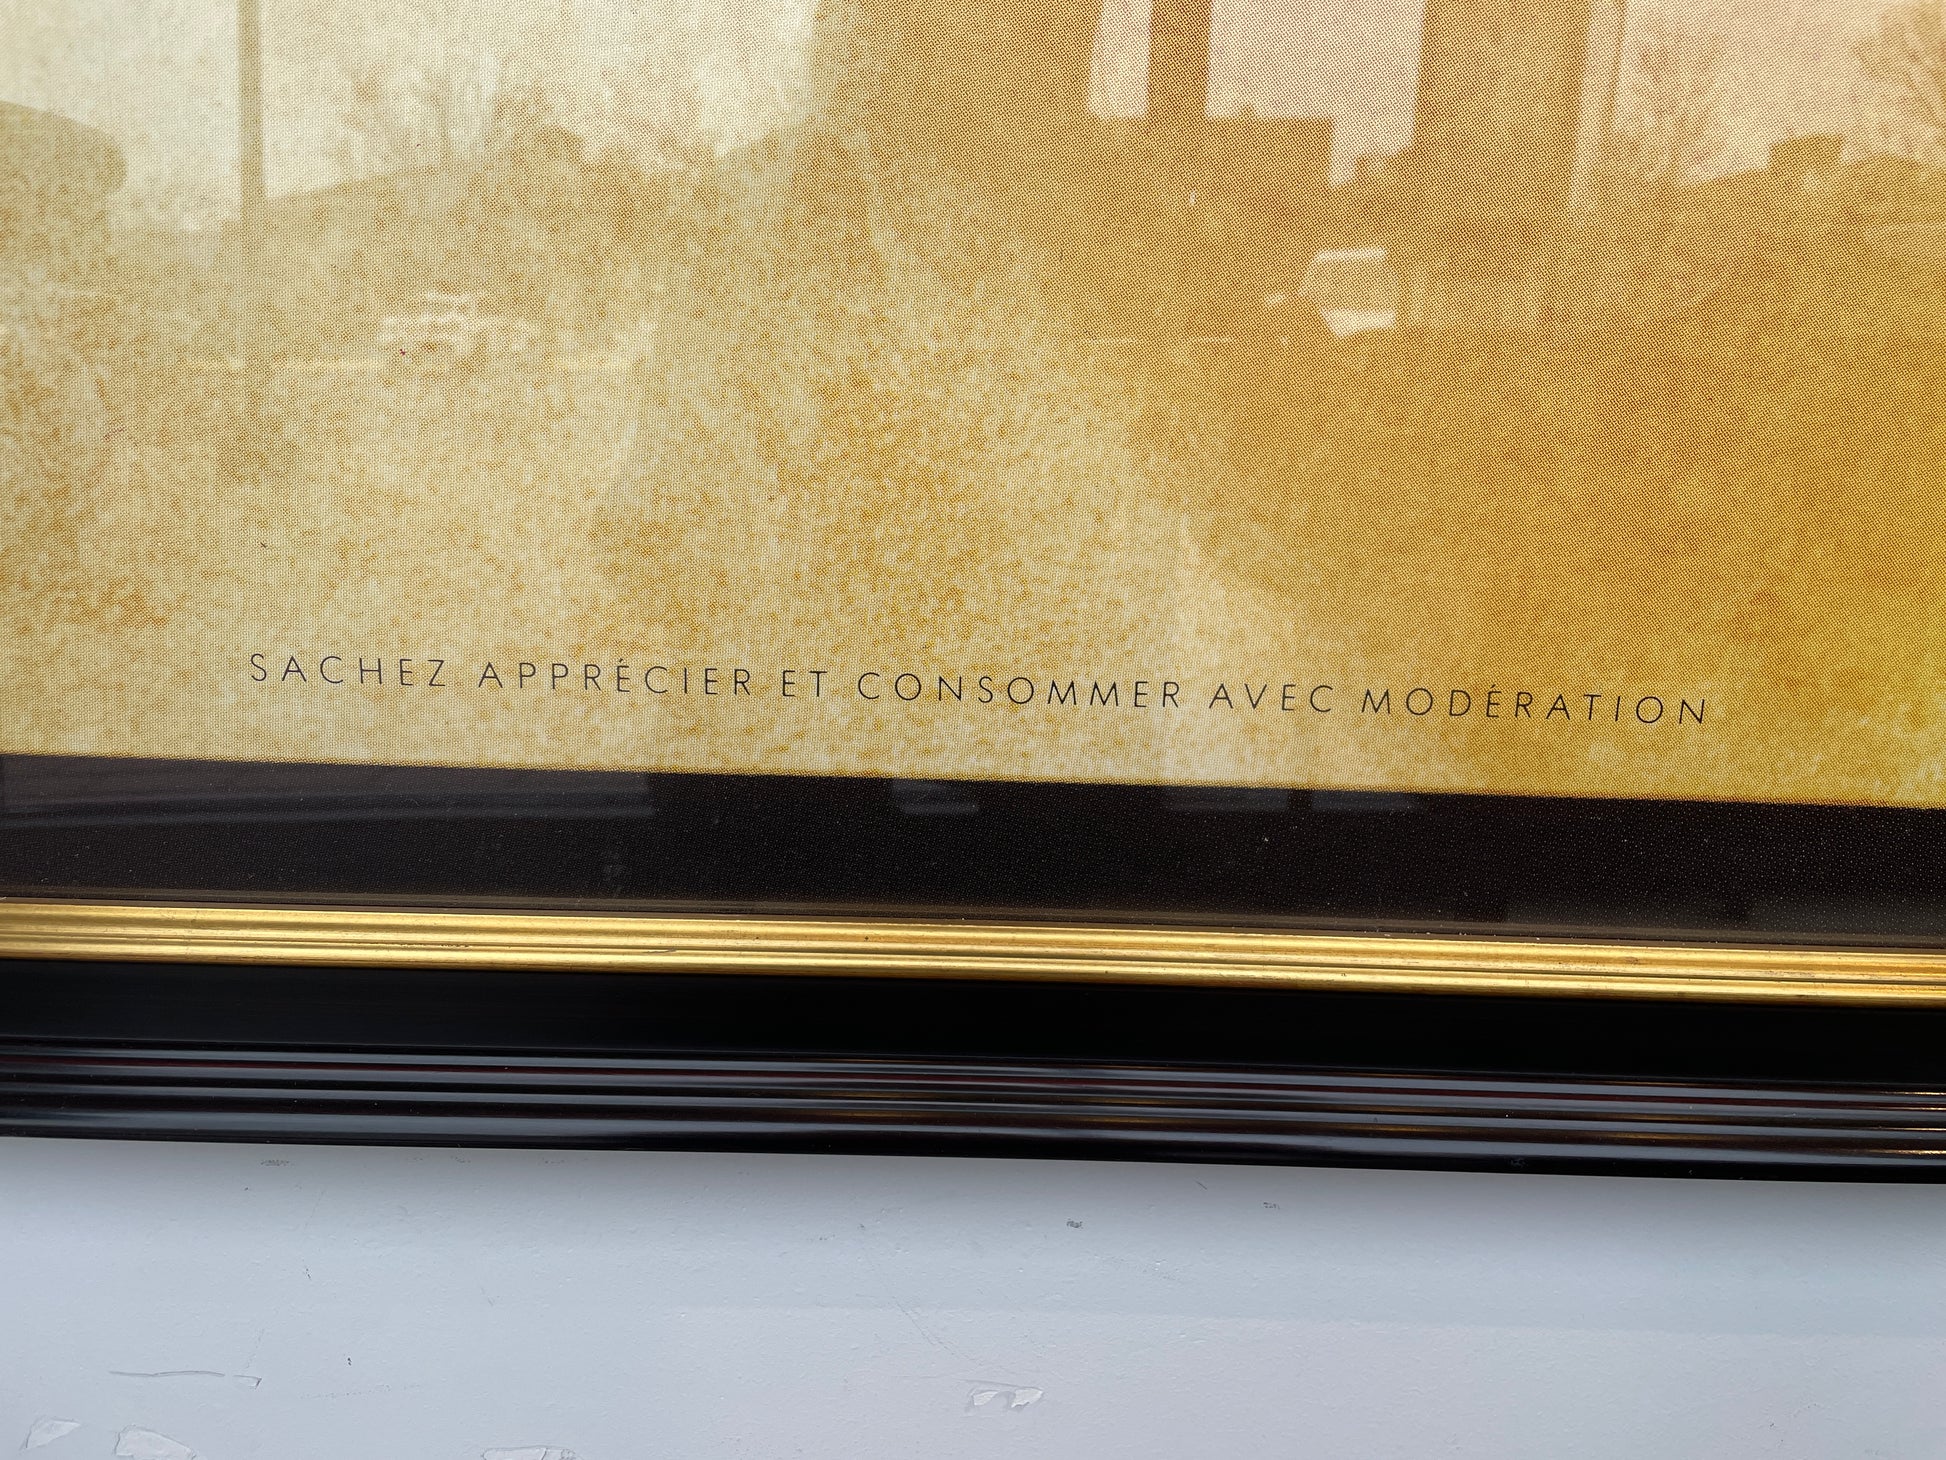 SACHEZ APPRÉCIER ET CONSOMMER AVEC MODÉRATION